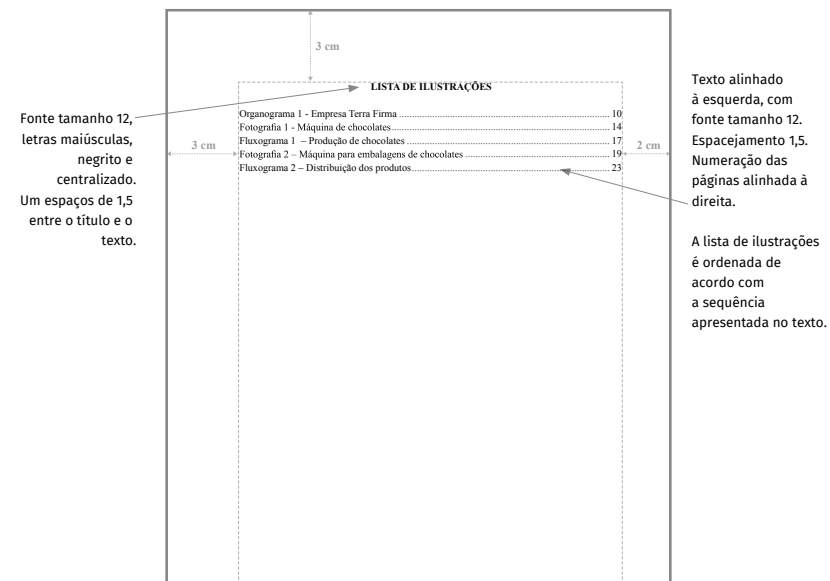 3 cm
LISTA DE ILUSTRAÇÕES
Organograma 1 - Empresa Terra Firma ........ 10
Fotografia 1 - Máquina de chocolates ........ 14
Fluxograma 1  – Produção de chocolates ........ 17
Fotografia 2 – Máquina para embalagens de chocolates ........ 19
Fluxograma 2 – Distribuição dos produtos ........ 23
3 cm
2 cm
Fonte tamanho 12,
letras maiúsculas,
negrito e
centralizado.
Um espaços de 1,5
entre o título e o
texto.
Texto alinhado
à esquerda, com
fonte tamanho 12.
Espacejamento 1,5.
Numeração das
páginas alinhada à
direita.
A lista de ilustrações
é ordenada de
acordo com
a sequência
apresentada no texto.